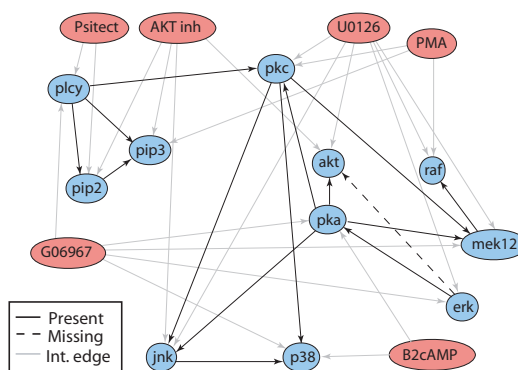 Psitect
AKT inh
U0126
PMA
plcy
pkc
pip3
akt
raf
pip2
pka
mek12
G06967
erk
Present
Missing
Int. edge
jnk
p38
B2cAMP